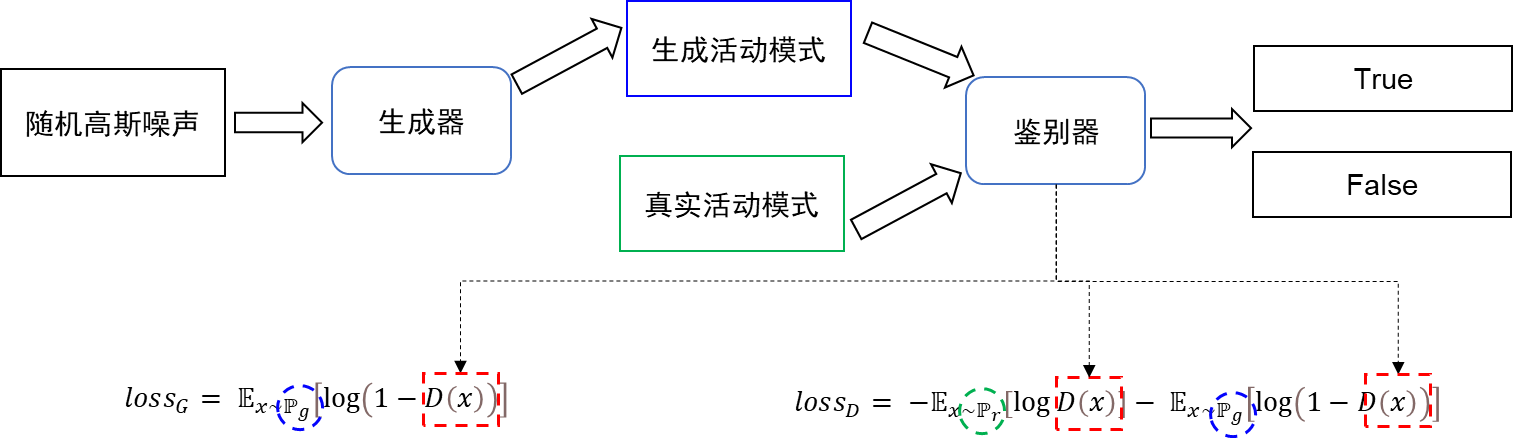 随机高斯噪声
生成器
生成活动模式
真实活动模式
鉴别器
True
False
loss_G = 𝔼_{x~ℙ_g}[log(1 − D(x))]
loss_D = −𝔼_{x~ℙ_r}[log D(x)] − 𝔼_{x~ℙ_g}[log(1 − D(x))]